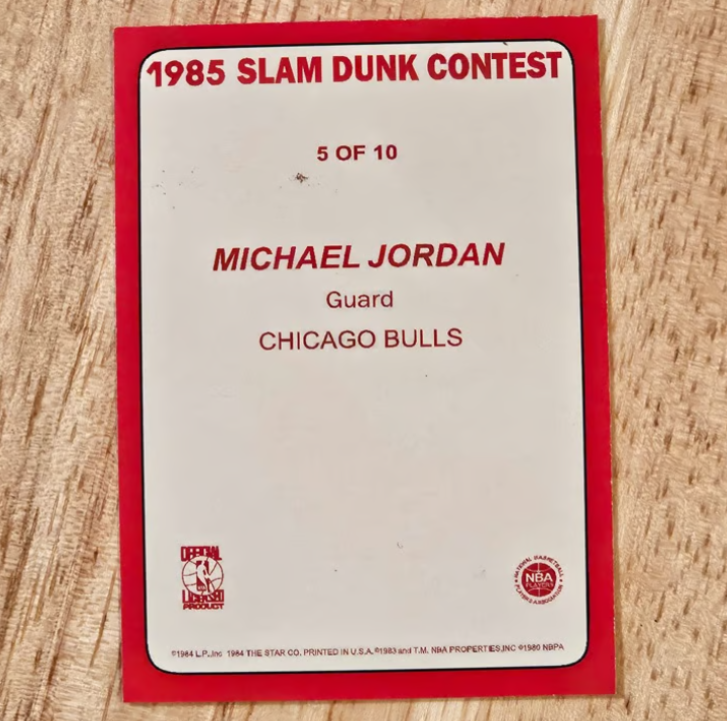 1985 SLAM DUNK CONTEST
5 OF 10
MICHAEL JORDAN
Guard
CHICAGO BULLS
OFFICIAL
LICENSED
PRODUCT
NATIONAL BASKETBALL
NBA
PLAYERS
PLAYERS ASSOCIATION
©1984 L.P., Inc 1984 THE STAR CO. PRINTED IN U.S.A. ©1983 and T.M. NBA PROPERTIES, INC ©1980 NBPA